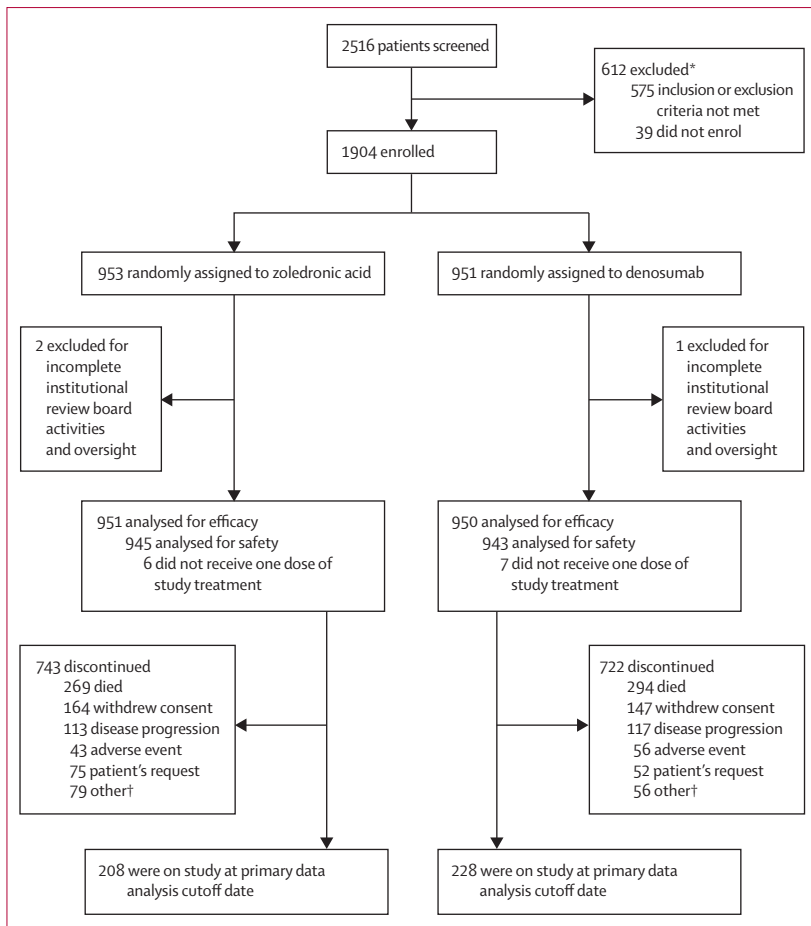 2516 patients screened
612 excluded*
575 inclusion or exclusion
criteria not met
39 did not enrol
1904 enrolled
953 randomly assigned to zoledronic acid
951 randomly assigned to denosumab
2 excluded for
incomplete
institutional
review board
activities
and oversight
1 excluded for
incomplete
institutional
review board
activities
and oversight
951 analysed for efficacy
945 analysed for safety
6 did not receive one dose of
study treatment
950 analysed for efficacy
943 analysed for safety
7 did not receive one dose of
study treatment
743 discontinued
269 died
164 withdrew consent
113 disease progression
43 adverse event
75 patient's request
79 other†
722 discontinued
294 died
147 withdrew consent
117 disease progression
56 adverse event
52 patient's request
56 other†
208 were on study at primary data
analysis cutoff date
228 were on study at primary data
analysis cutoff date